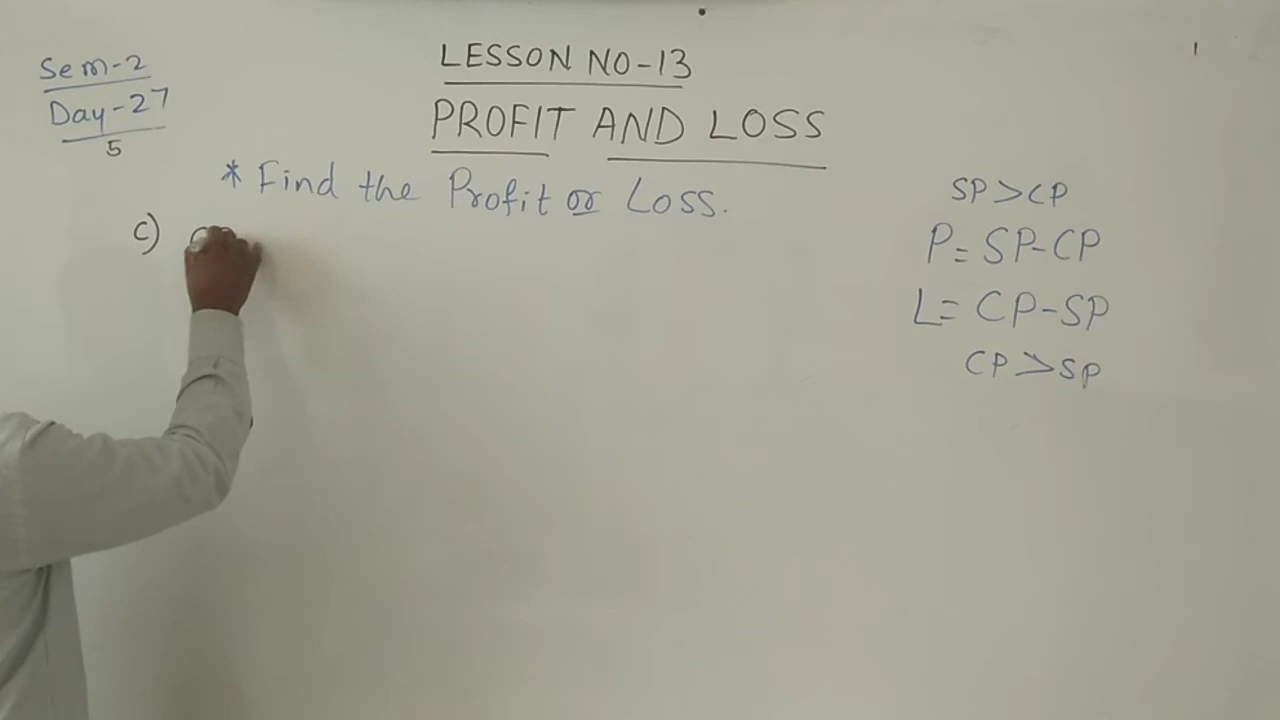 Sem-2
Day-27
5
LESSON NO-13
PROFIT AND LOSS
* Find the Profit or Loss.
c)
SP>CP
P= SP-CP
L= CP-SP
CP>SP